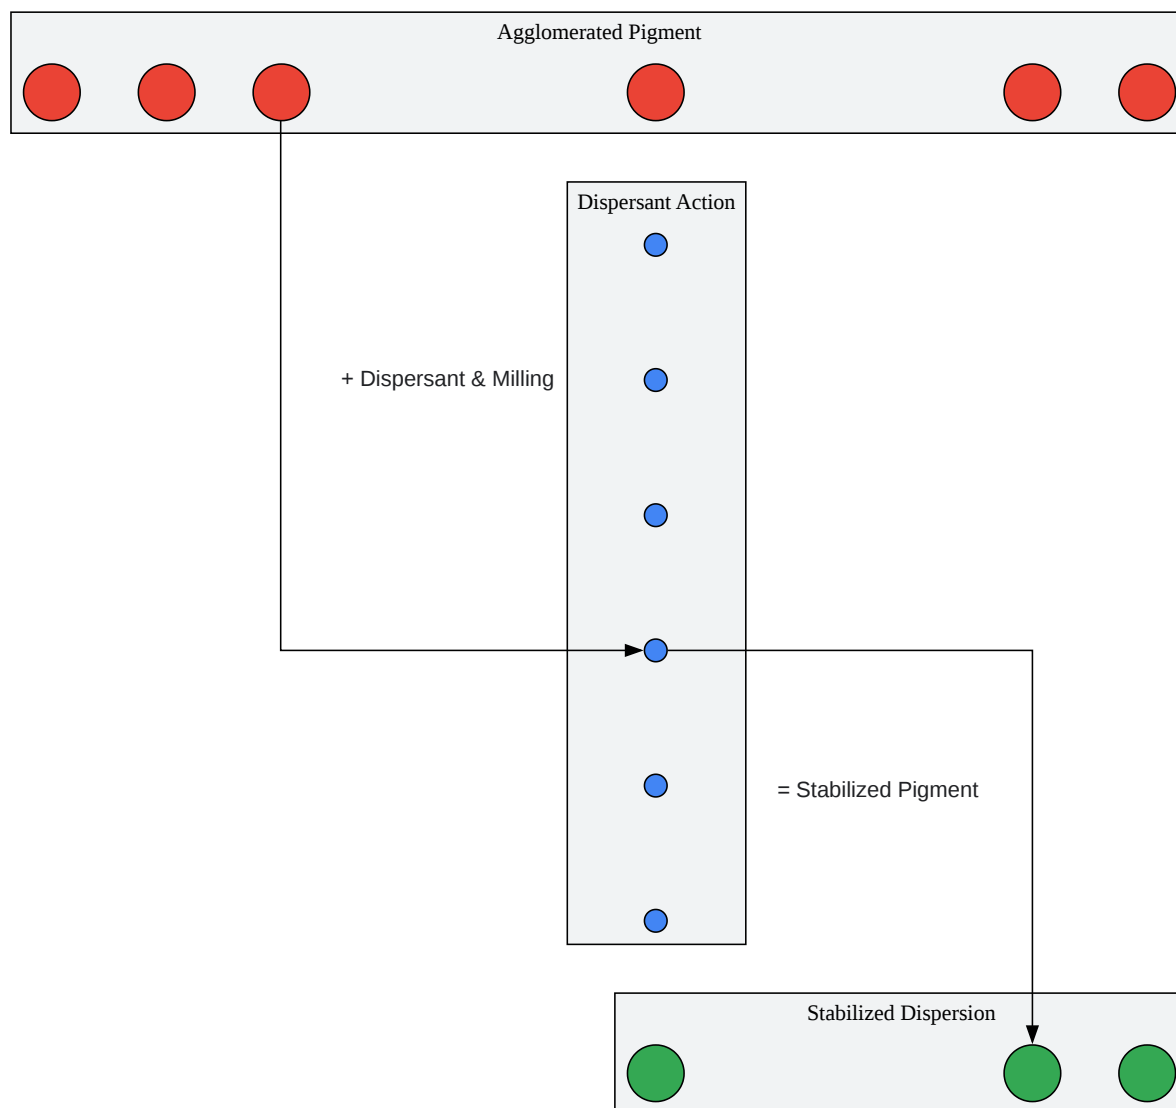 Agglomerated Pigment
Dispersant Action
+ Dispersant & Milling
= Stabilized Pigment
Stabilized Dispersion